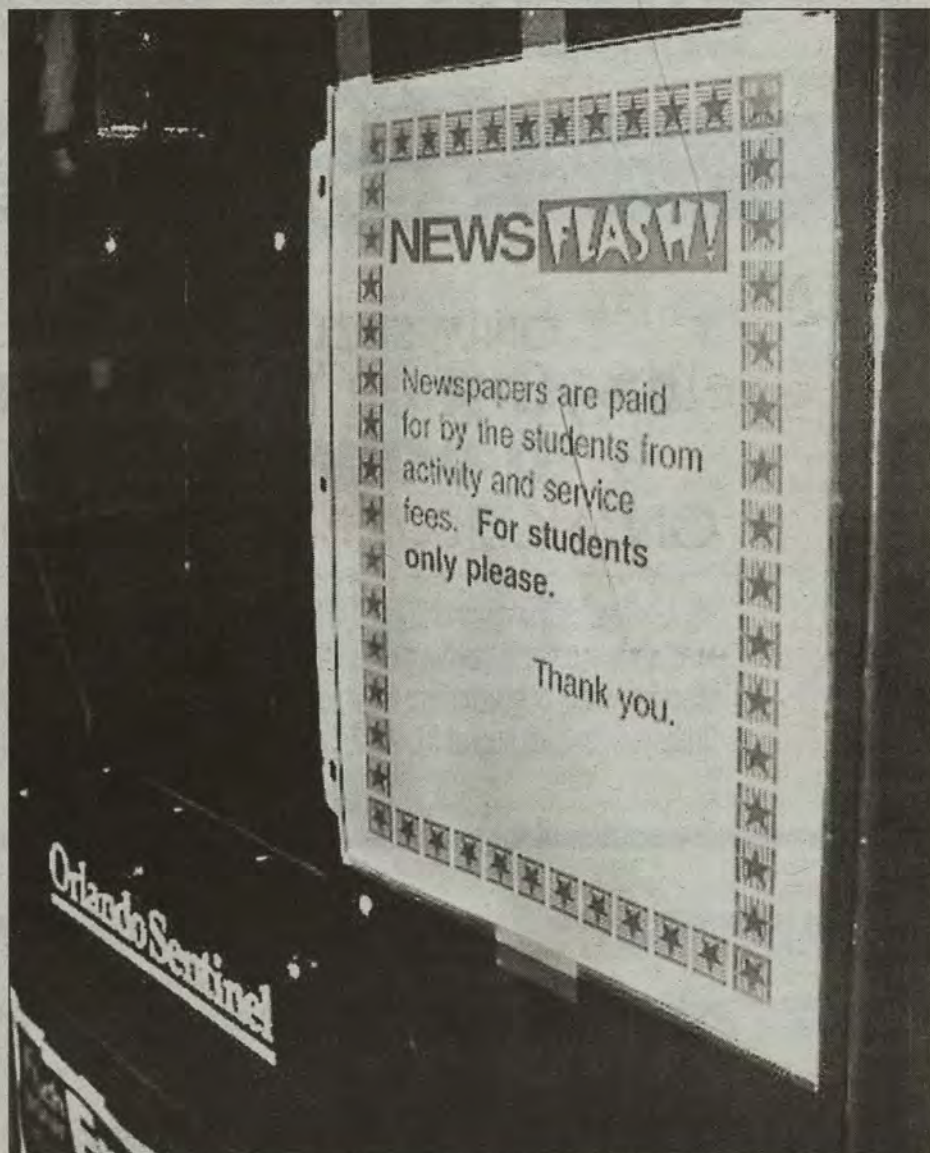 NEWS FLASH!
Newspapers are paid
for by the students from
activity and service
fees. For students
only please.
Thank you.
Orlando Sentinel